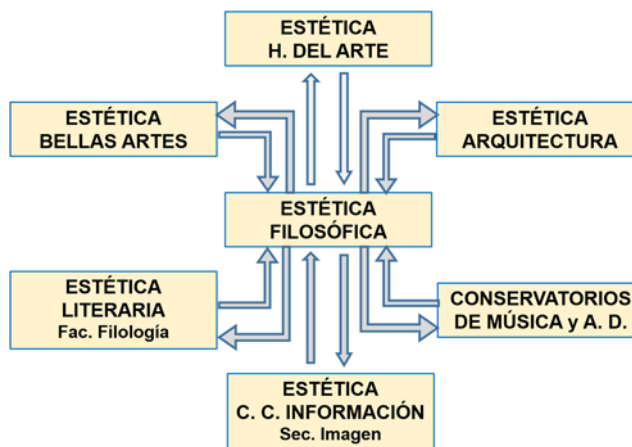 ESTÉTICA
H. DEL ARTE
ESTÉTICA
BELLAS ARTES
ESTÉTICA
ARQUITECTURA
ESTÉTICA
FILOSÓFICA
ESTÉTICA
LITERARIA
Fac. Filología
CONSERVATORIOS
DE MÚSICA y A. D.
ESTÉTICA
C. C. INFORMACIÓN
Sec. Imagen